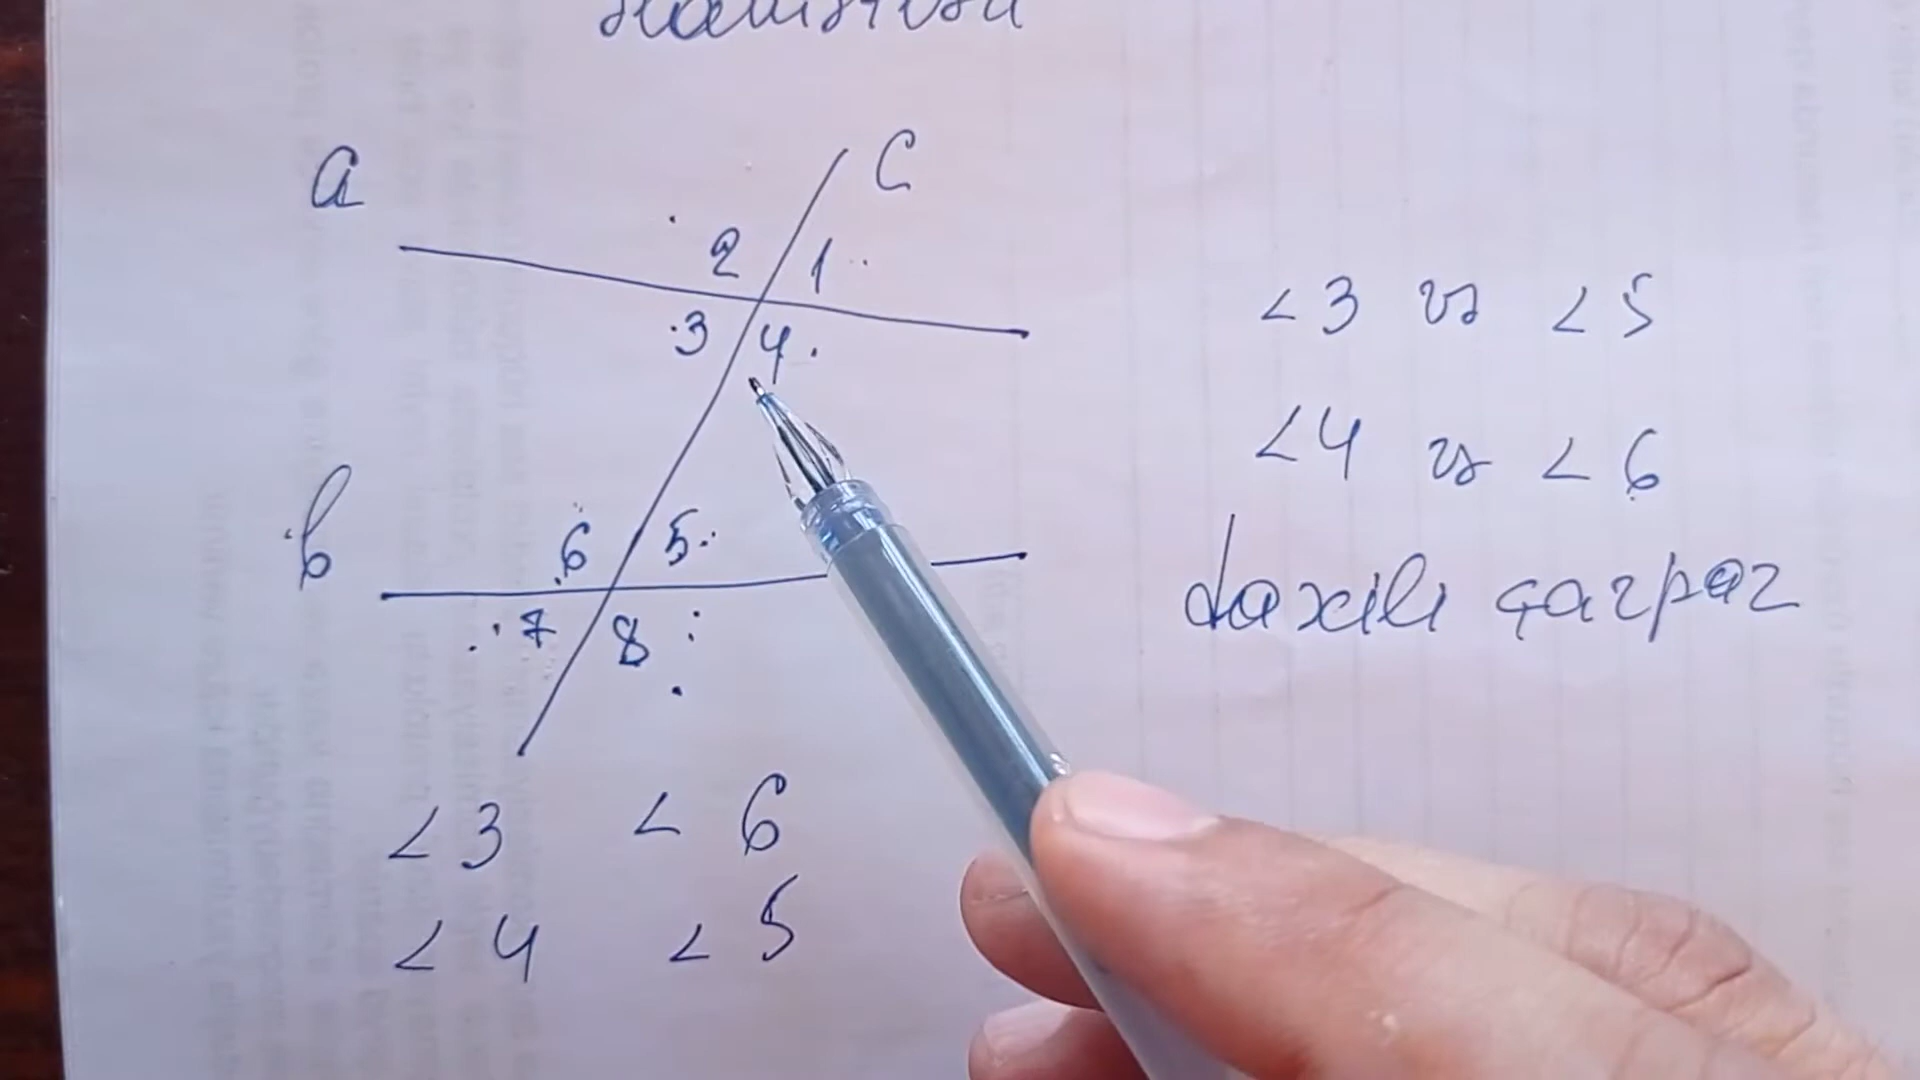 a
C
2 1
3 4
b
6 5
7 8
<3 və <5
<4 və <6
daxili çarpaz
<3 <6
<4 <5